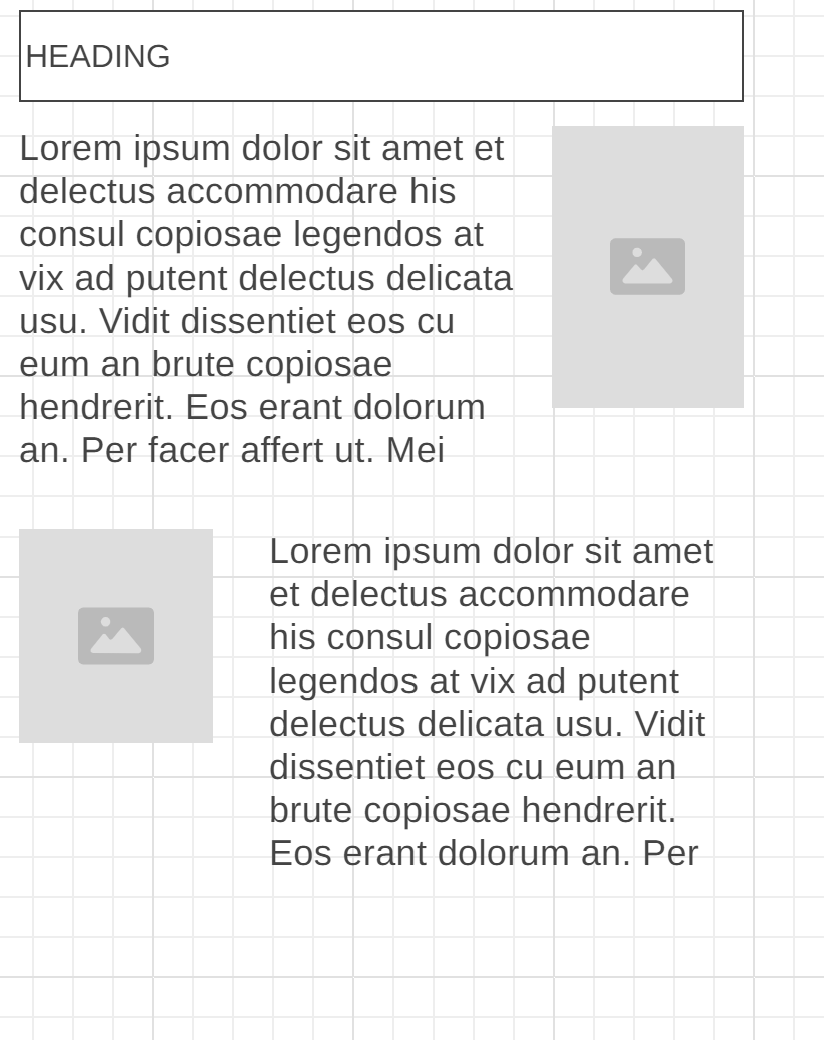 HEADING
Lorem ipsum dolor sit amet et
delectus accommodare his
consul copiosae legendos at
vix ad putent delectus delicata
usu. Vidit dissentiet eos cu
eum an brute copiosae
hendrerit. Eos erant dolorum
an. Per facer affert ut. Mei
Lorem ipsum dolor sit amet
et delectus accommodare
his consul copiosae
legendos at vix ad putent
delectus delicata usu. Vidit
dissentiet eos cu eum an
brute copiosae hendrerit.
Eos erant dolorum an. Per